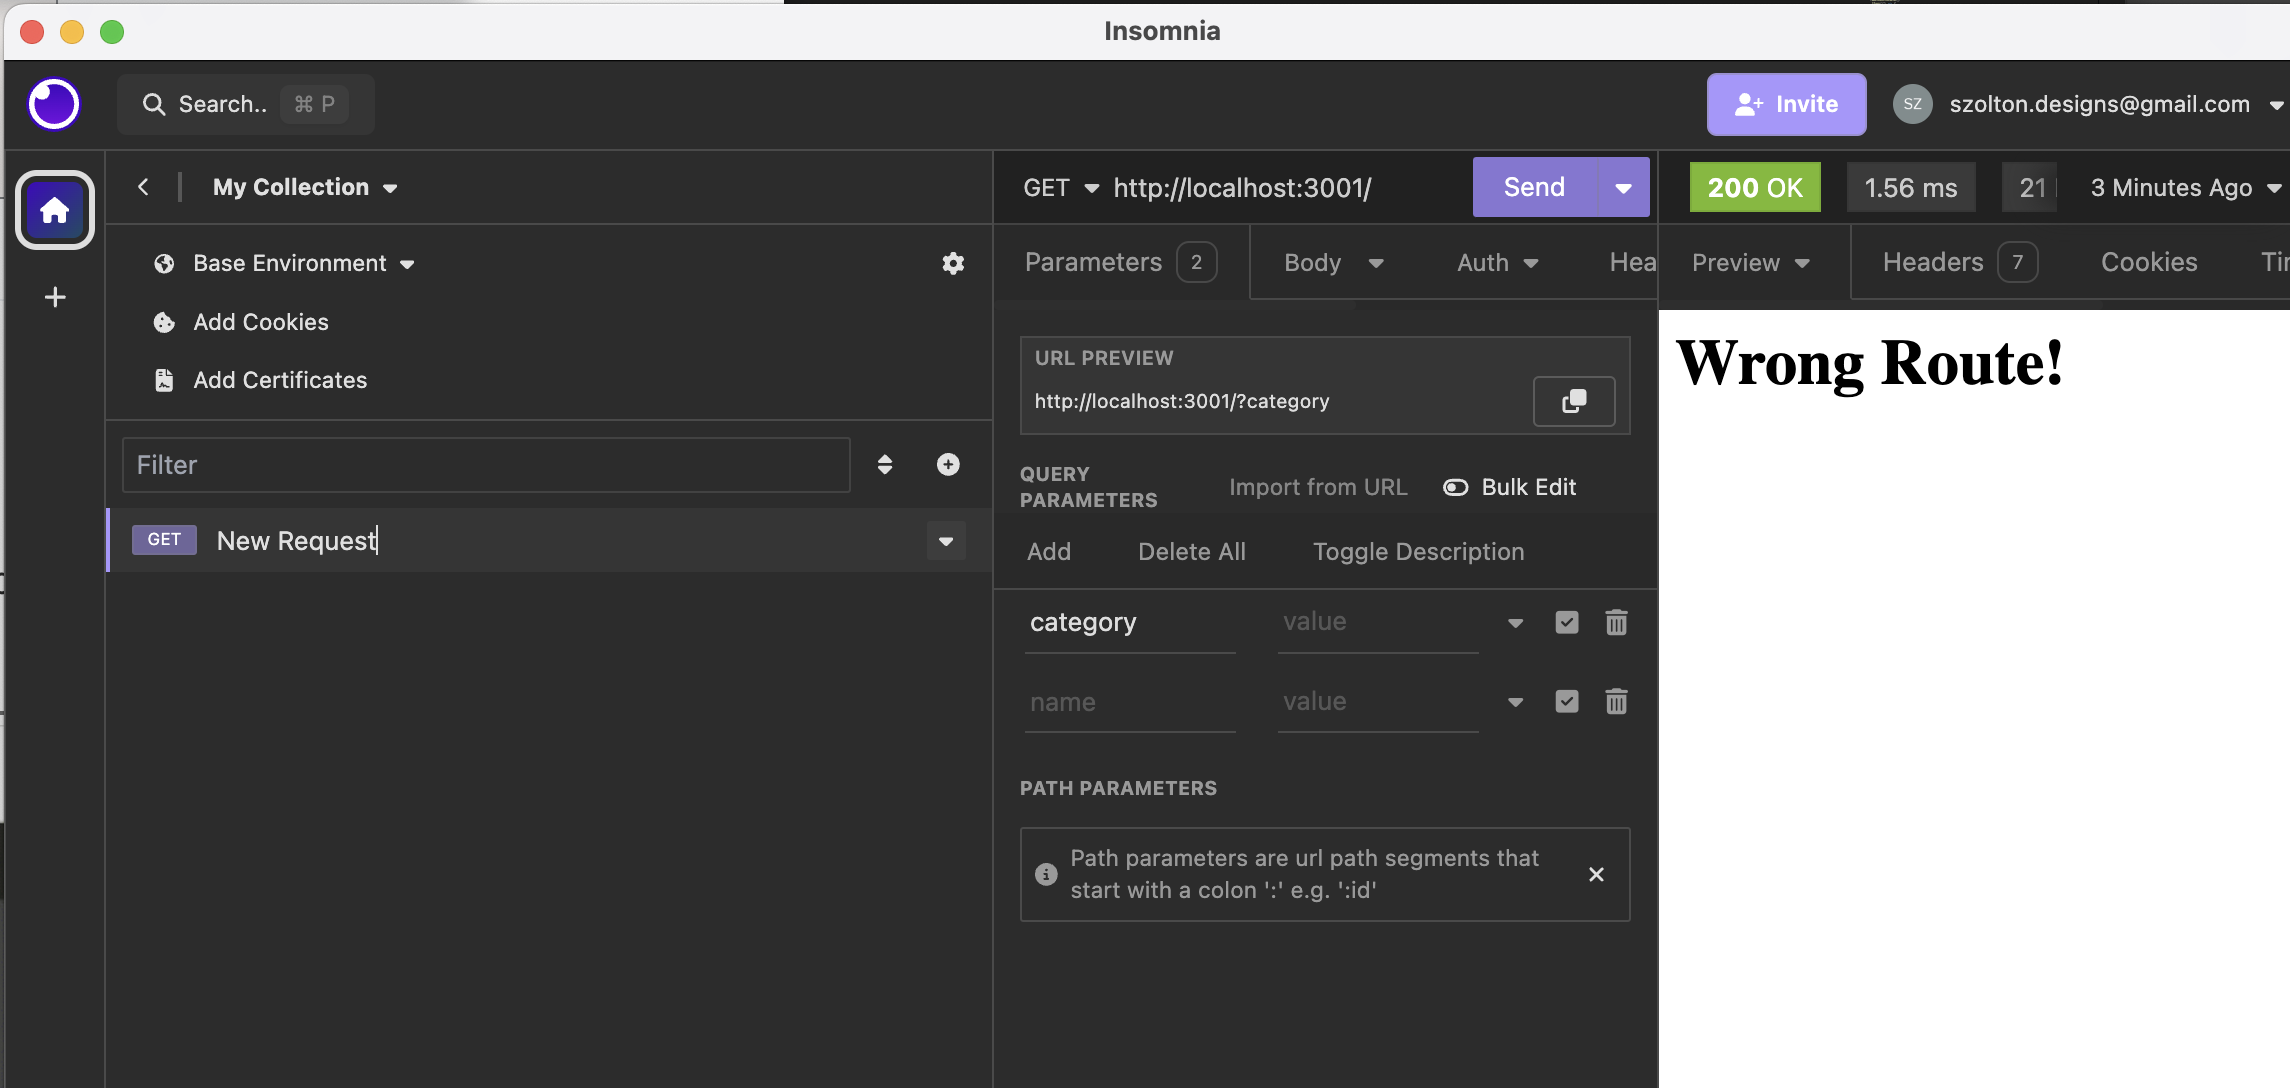 Insomnia
Search.. ⌘ P
Invite
SZ
szolton.designs@gmail.com
My Collection
GET http://localhost:3001/
Send
200 OK
1.56 ms
21
3 Minutes Ago
Base Environment
Add Cookies
Add Certificates
Parameters 2
Body
Auth
Hea
Preview
Headers 7
Cookies
Tir
URL PREVIEW
http://localhost:3001/?category
Filter
GET New Request
QUERY
PARAMETERS
Import from URL
Bulk Edit
Add
Delete All
Toggle Description
category
value
name
value
PATH PARAMETERS
Path parameters are url path segments that
start with a colon ':' e.g. ':id'
Wrong Route!